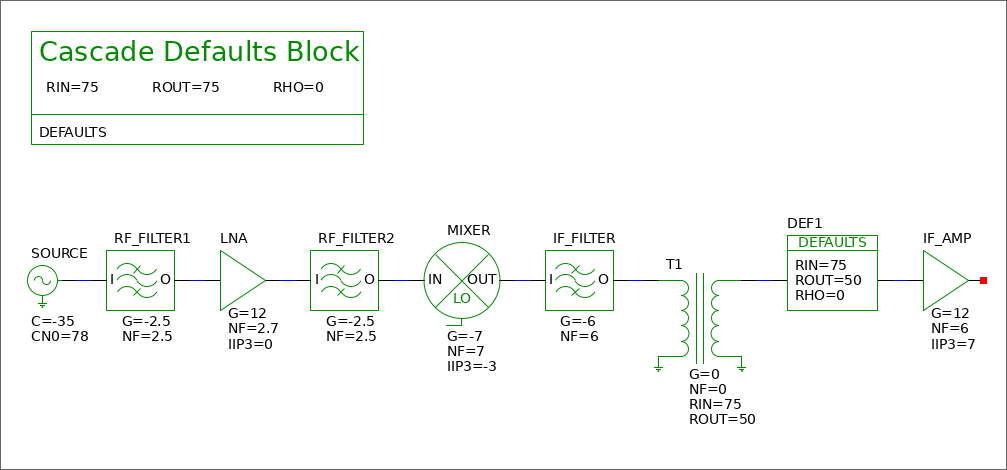 Cascade Defaults Block
RIN=75 ROUT=75 RHO=0
DEFAULTS
SOURCE
C=-35
CN0=78
RF_FILTER1
I O
G=-2.5
NF=2.5
LNA
G=12
NF=2.7
IIP3=0
RF_FILTER2
I O
G=-2.5
NF=2.5
MIXER
IN OUT
LO
G=-7
NF=7
IIP3=-3
IF_FILTER
I O
G=-6
NF=6
T1
G=0
NF=0
RIN=75
ROUT=50
DEF1
DEFAULTS
RIN=75
ROUT=50
RHO=0
IF_AMP
G=12
NF=6
IIP3=7